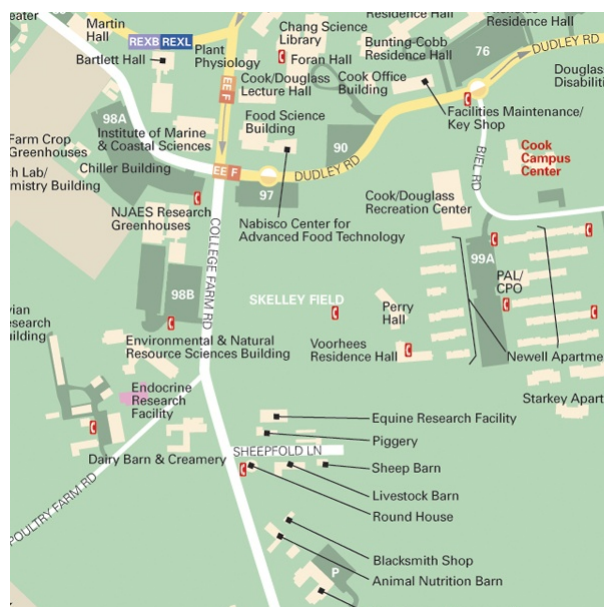 eater
Martin
Hall
REXB REXL
Bartlett Hall
Plant
Physiology
Chang Science
Library
Foran Hall
Residence Hall
Bunting-Cobb
Residence Hall
76
Residence Hall
DUDLEY RD
Cook/Douglass
Lecture Hall
Cook Office
Building
Douglas
Disabiliti
EE F
98A
Institute of Marine
& Coastal Sciences
Food Science
Building
90
Facilities Maintenance/
Key Shop
Farm Crop
Greenhouses
Chiller Building
h Lab/
mistry Building
EE F
DUDLEY RD
BIEL RD
Cook
Campus
Center
97
NJAES Research
Greenhouses
Nabisco Center for
Advanced Food Technology
Cook/Douglass
Recreation Center
COLLEGE FARM RD
99A
PAL/
CPO
98B
SKELLEY FIELD
Perry
Hall
vian
esearch
uilding
Environmental & Natural
Resource Sciences Building
Voorhees
Residence Hall
Newell Apartme
Endocrine
Research
Facility
Starkey Apart
Equine Research Facility
Piggery
SHEEPFOLD LN
Dairy Barn & Creamery
Sheep Barn
Livestock Barn
Round House
POULTRY FARM RD
Blacksmith Shop
P
Animal Nutrition Barn